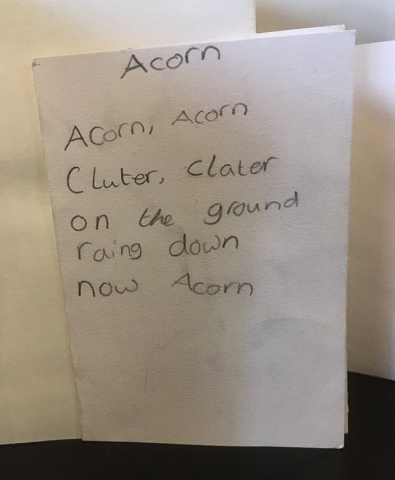 Acorn
Acorn, Acorn
Cluter, Clater
on the ground
raing down
now Acorn